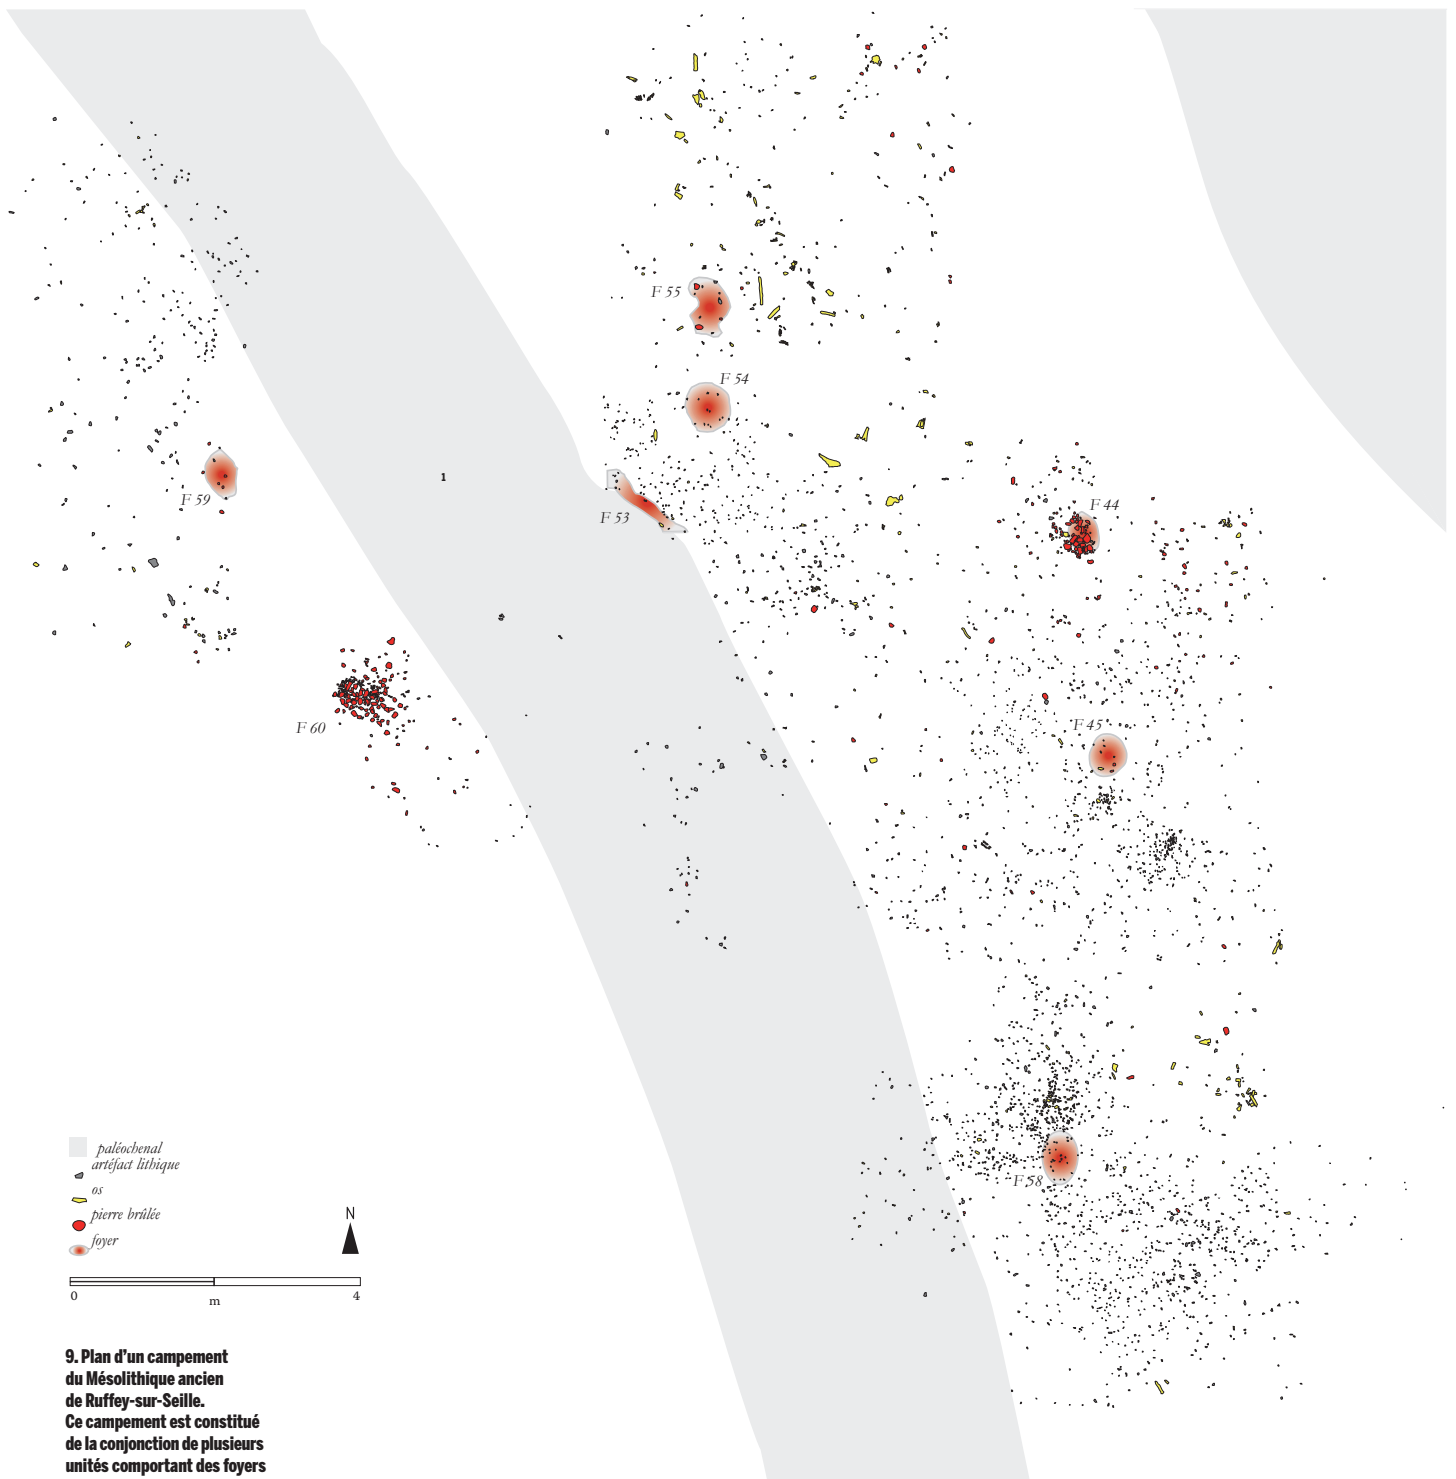 F 55
F 54
F 59
1
F 53
F 44
F 60
F 45
F 58
paléochenal
artéfact lithique
os
pierre brûlée
foyer
N
0 m 4
9. Plan d’un campement
du Mésolithique ancien
de Ruffey-sur-Seille.
Ce campement est constitué
de la conjonction de plusieurs
unités comportant des foyers